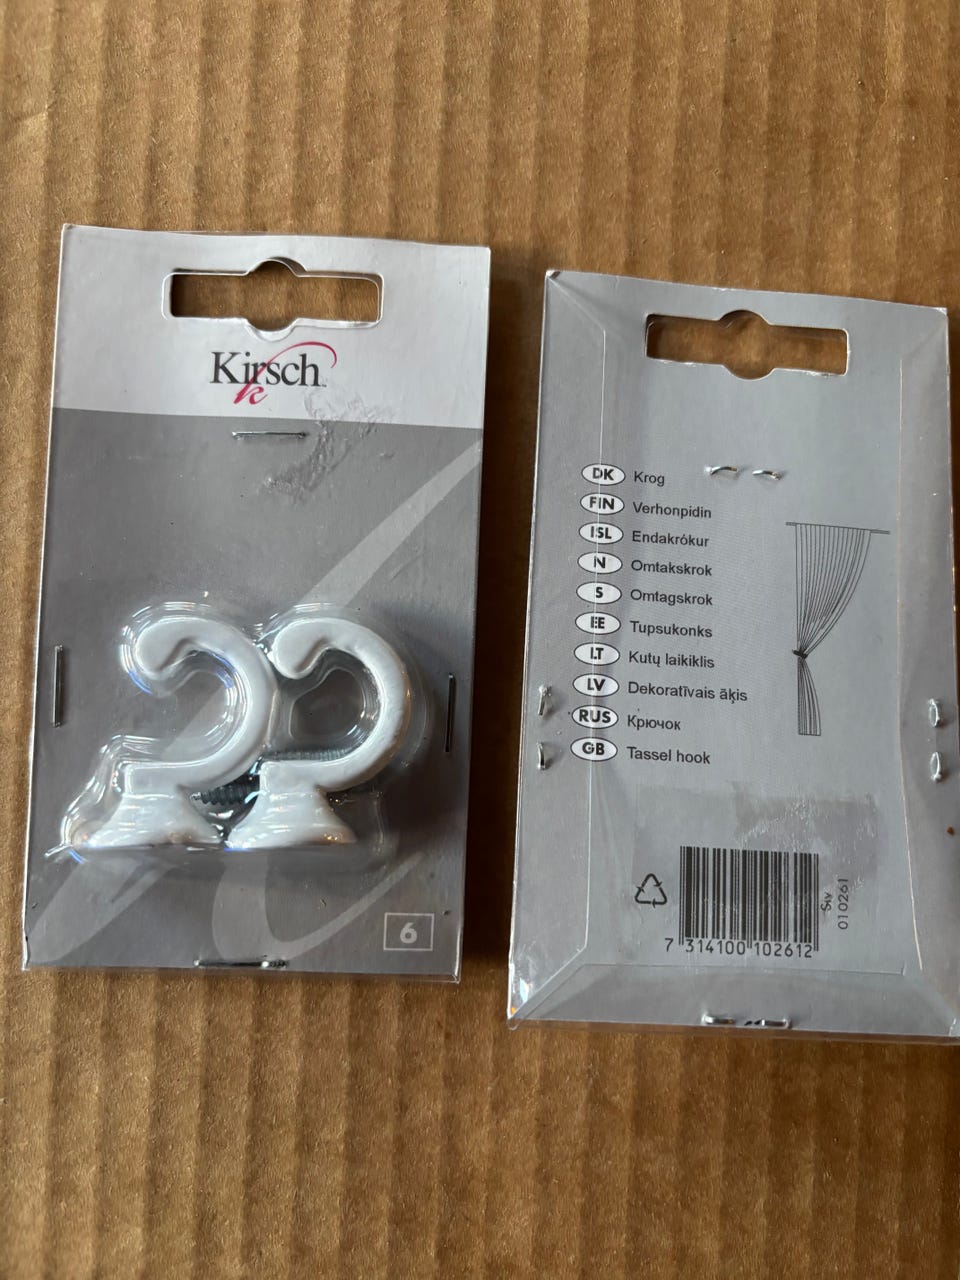 Kirsch
k
6
DK Krog
FIN Verhonpidin
ISL Endakrókur
N Omtakskrok
S Omtagskrok
EE Tupsukonks
LT Kutų laikiklis
LV Dekoratīvais āķis
RUS Крючок
GB Tassel hook
Siv
010261
7 314100 102612